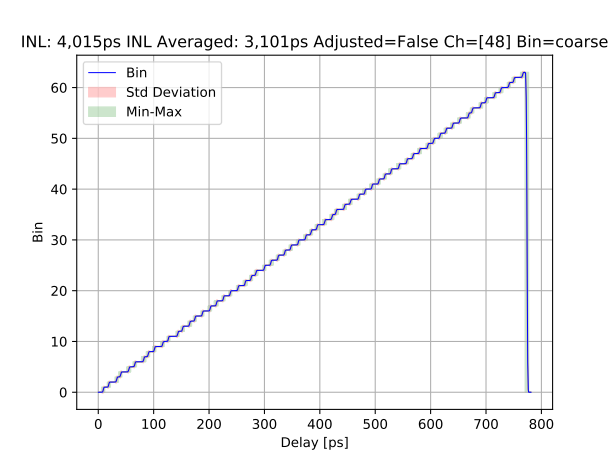 INL: 4,015ps INL Averaged: 3,101ps Adjusted=False Ch=[48] Bin=coarse
Bin
Std Deviation
Min-Max
60
50
40
30
20
10
0
Bin
0 100 200 300 400 500 600 700 800
Delay [ps]